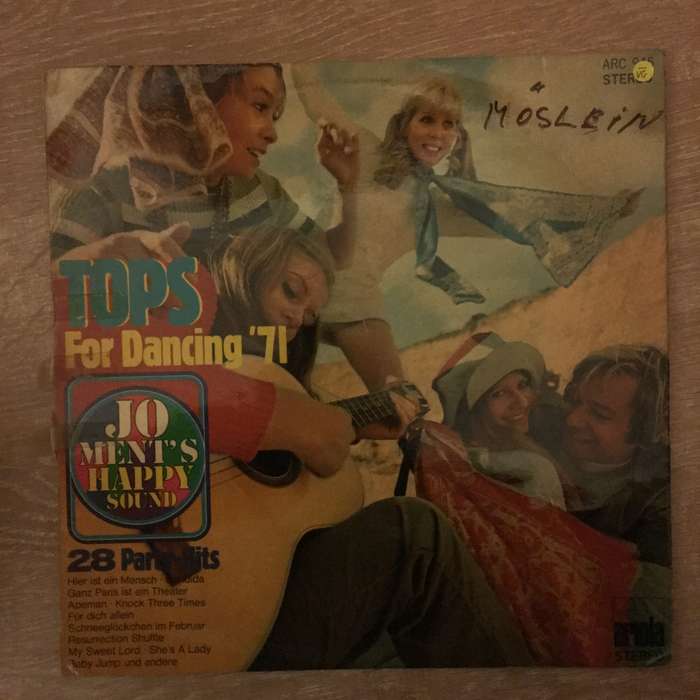 ARC 945
VG
STEREO
MÖSLEIN
TOPS
For Dancing '71
JO
MENT'S
HAPPY
SOUND
28 Party Hits
Hier ist ein Mensch · Candida
Ganz Paris ist ein Theater
Apeman · Knock Three Times
Für dich allein
Schneeglöckchen im Februar
Resurrection Shuffle
My Sweet Lord · She's A Lady
Baby Jump und andere
ariola
STEREO